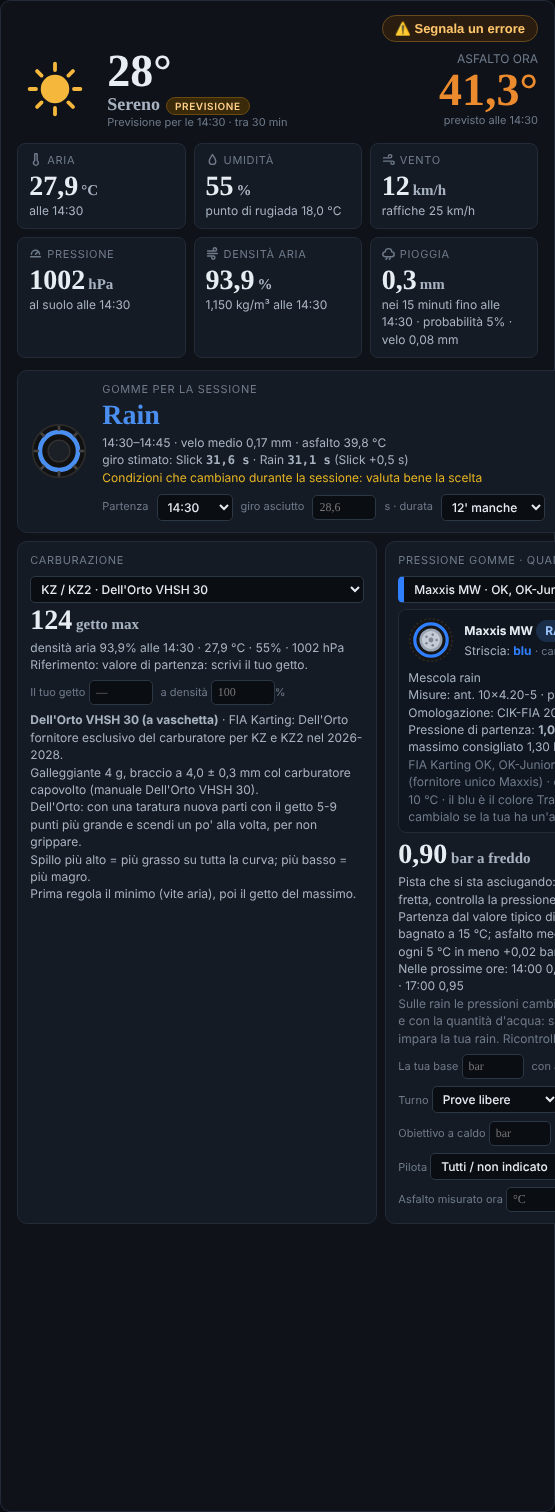 ⚠️ Segnala un errore
28°
Sereno PREVISIONE
Previsione per le 14:30 · tra 30 min
ASFALTO ORA
41,3°
previsto alle 14:30
ARIA
27,9 °C
alle 14:30
UMIDITÀ
55 %
punto di rugiada 18,0 °C
VENTO
12 km/h
raffiche 25 km/h
PRESSIONE
1002 hPa
al suolo alle 14:30
DENSITÀ ARIA
93,9 %
1,150 kg/m³ alle 14:30
PIOGGIA
0,3 mm
nei 15 minuti fino alle
14:30 · probabilità 5% ·
velo 0,08 mm
GOMME PER LA SESSIONE
Rain
14:30–14:45 · velo medio 0,17 mm · asfalto 39,8 °C
giro stimato: Slick 31,6 s · Rain 31,1 s (Slick +0,5 s)
Condizioni che cambiano durante la sessione: valuta bene la scelta
Partenza 14:30 giro asciutto 28,6 s · durata 12' manche
CARBURAZIONE
KZ / KZ2 · Dell'Orto VHSH 30
124 getto max
densità aria 93,9% alle 14:30 · 27,9 °C · 55% · 1002 hPa
Riferimento: valore di partenza: scrivi il tuo getto.
Il tuo getto — a densità 100 %
Dell'Orto VHSH 30 (a vaschetta) · FIA Karting: Dell'Orto
fornitore esclusivo del carburatore per KZ e KZ2 nel 2026-
2028.
Galleggiante 4 g, braccio a 4,0 ± 0,3 mm col carburatore
capovolto (manuale Dell'Orto VHSH 30).
Dell'Orto: con una taratura nuova parti con il getto 5-9
punti più grande e scendi un po' alla volta, per non
grippare.
Spillo più alto = più grasso su tutta la curva; più basso =
più magro.
Prima regola il minimo (vite aria), poi il getto del massimo.
PRESSIONE GOMME · QUAN
Maxxis MW · OK, OK-Jun
Maxxis MW RA
Striscia: blu · ca
Mescola rain
Misure: ant. 10×4.20-5 · p
Omologazione: CIK-FIA 20
Pressione di partenza: 1,0
massimo consigliato 1,30 b
FIA Karting OK, OK-Junior
(fornitore unico Maxxis) ·
10 °C · il blu è il colore Tra
cambialo se la tua ha un'a
0,90 bar a freddo
Pista che si sta asciugando:
fretta, controlla la pressione
Partenza dal valore tipico di
bagnato a 15 °C; asfalto me
ogni 5 °C in meno +0,02 bar
Nelle prossime ore: 14:00 0,
· 17:00 0,95
Sulle rain le pressioni cambi
e con la quantità d'acqua: s
impara la tua rain. Ricontroll
La tua base bar con a
Turno Prove libere
Obiettivo a caldo bar
Pilota Tutti / non indicato
Asfalto misurato ora °C